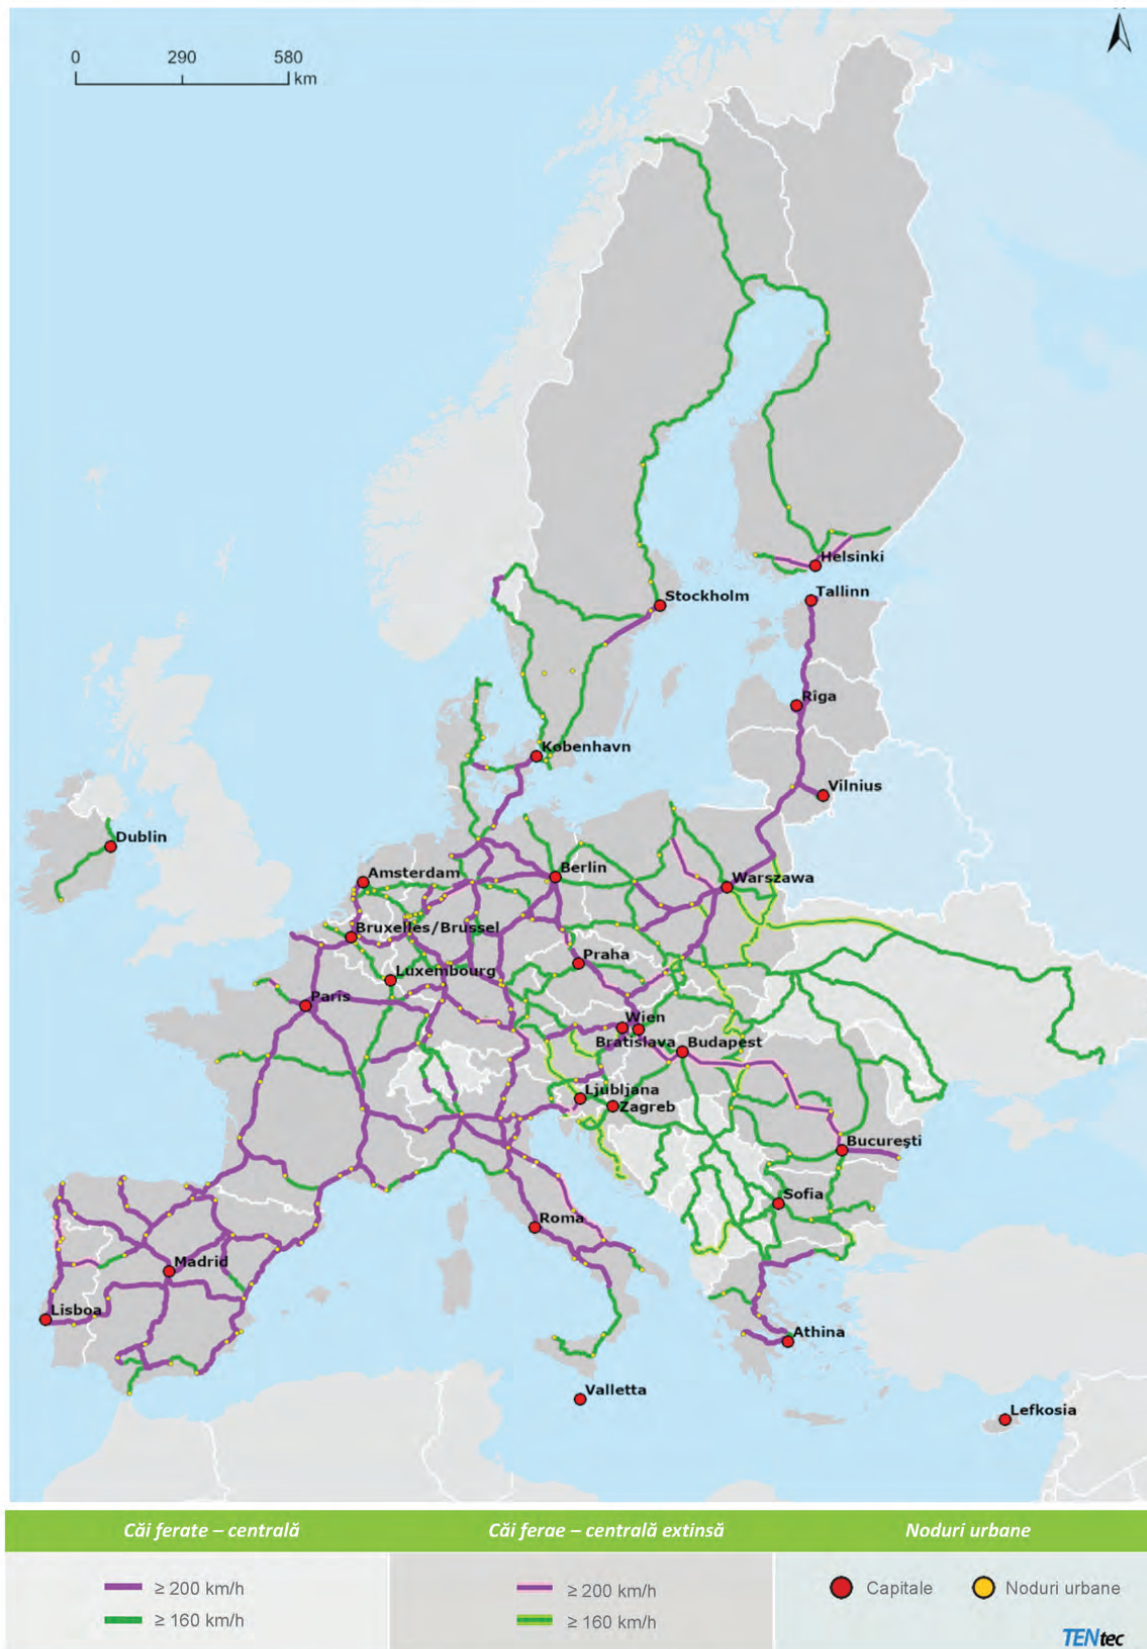 0 290 580
km
Helsinki
Tallinn
Stockholm
Rīga
København
Vilnius
Dublin
Amsterdam
Berlin
Warszawa
Bruxelles/Brussel
Praha
Luxembourg
Paris
Wien
Bratislava
Budapest
Ljubljana
Zagreb
Bucureşti
Sofia
Roma
Madrid
Lisboa
Athina
Valletta
Lefkosia
Căi ferate – centrală
Căi ferae – centrală extinsă
Noduri urbane
≥ 200 km/h
≥ 160 km/h
≥ 200 km/h
≥ 160 km/h
Capitale
Noduri urbane
TENtec